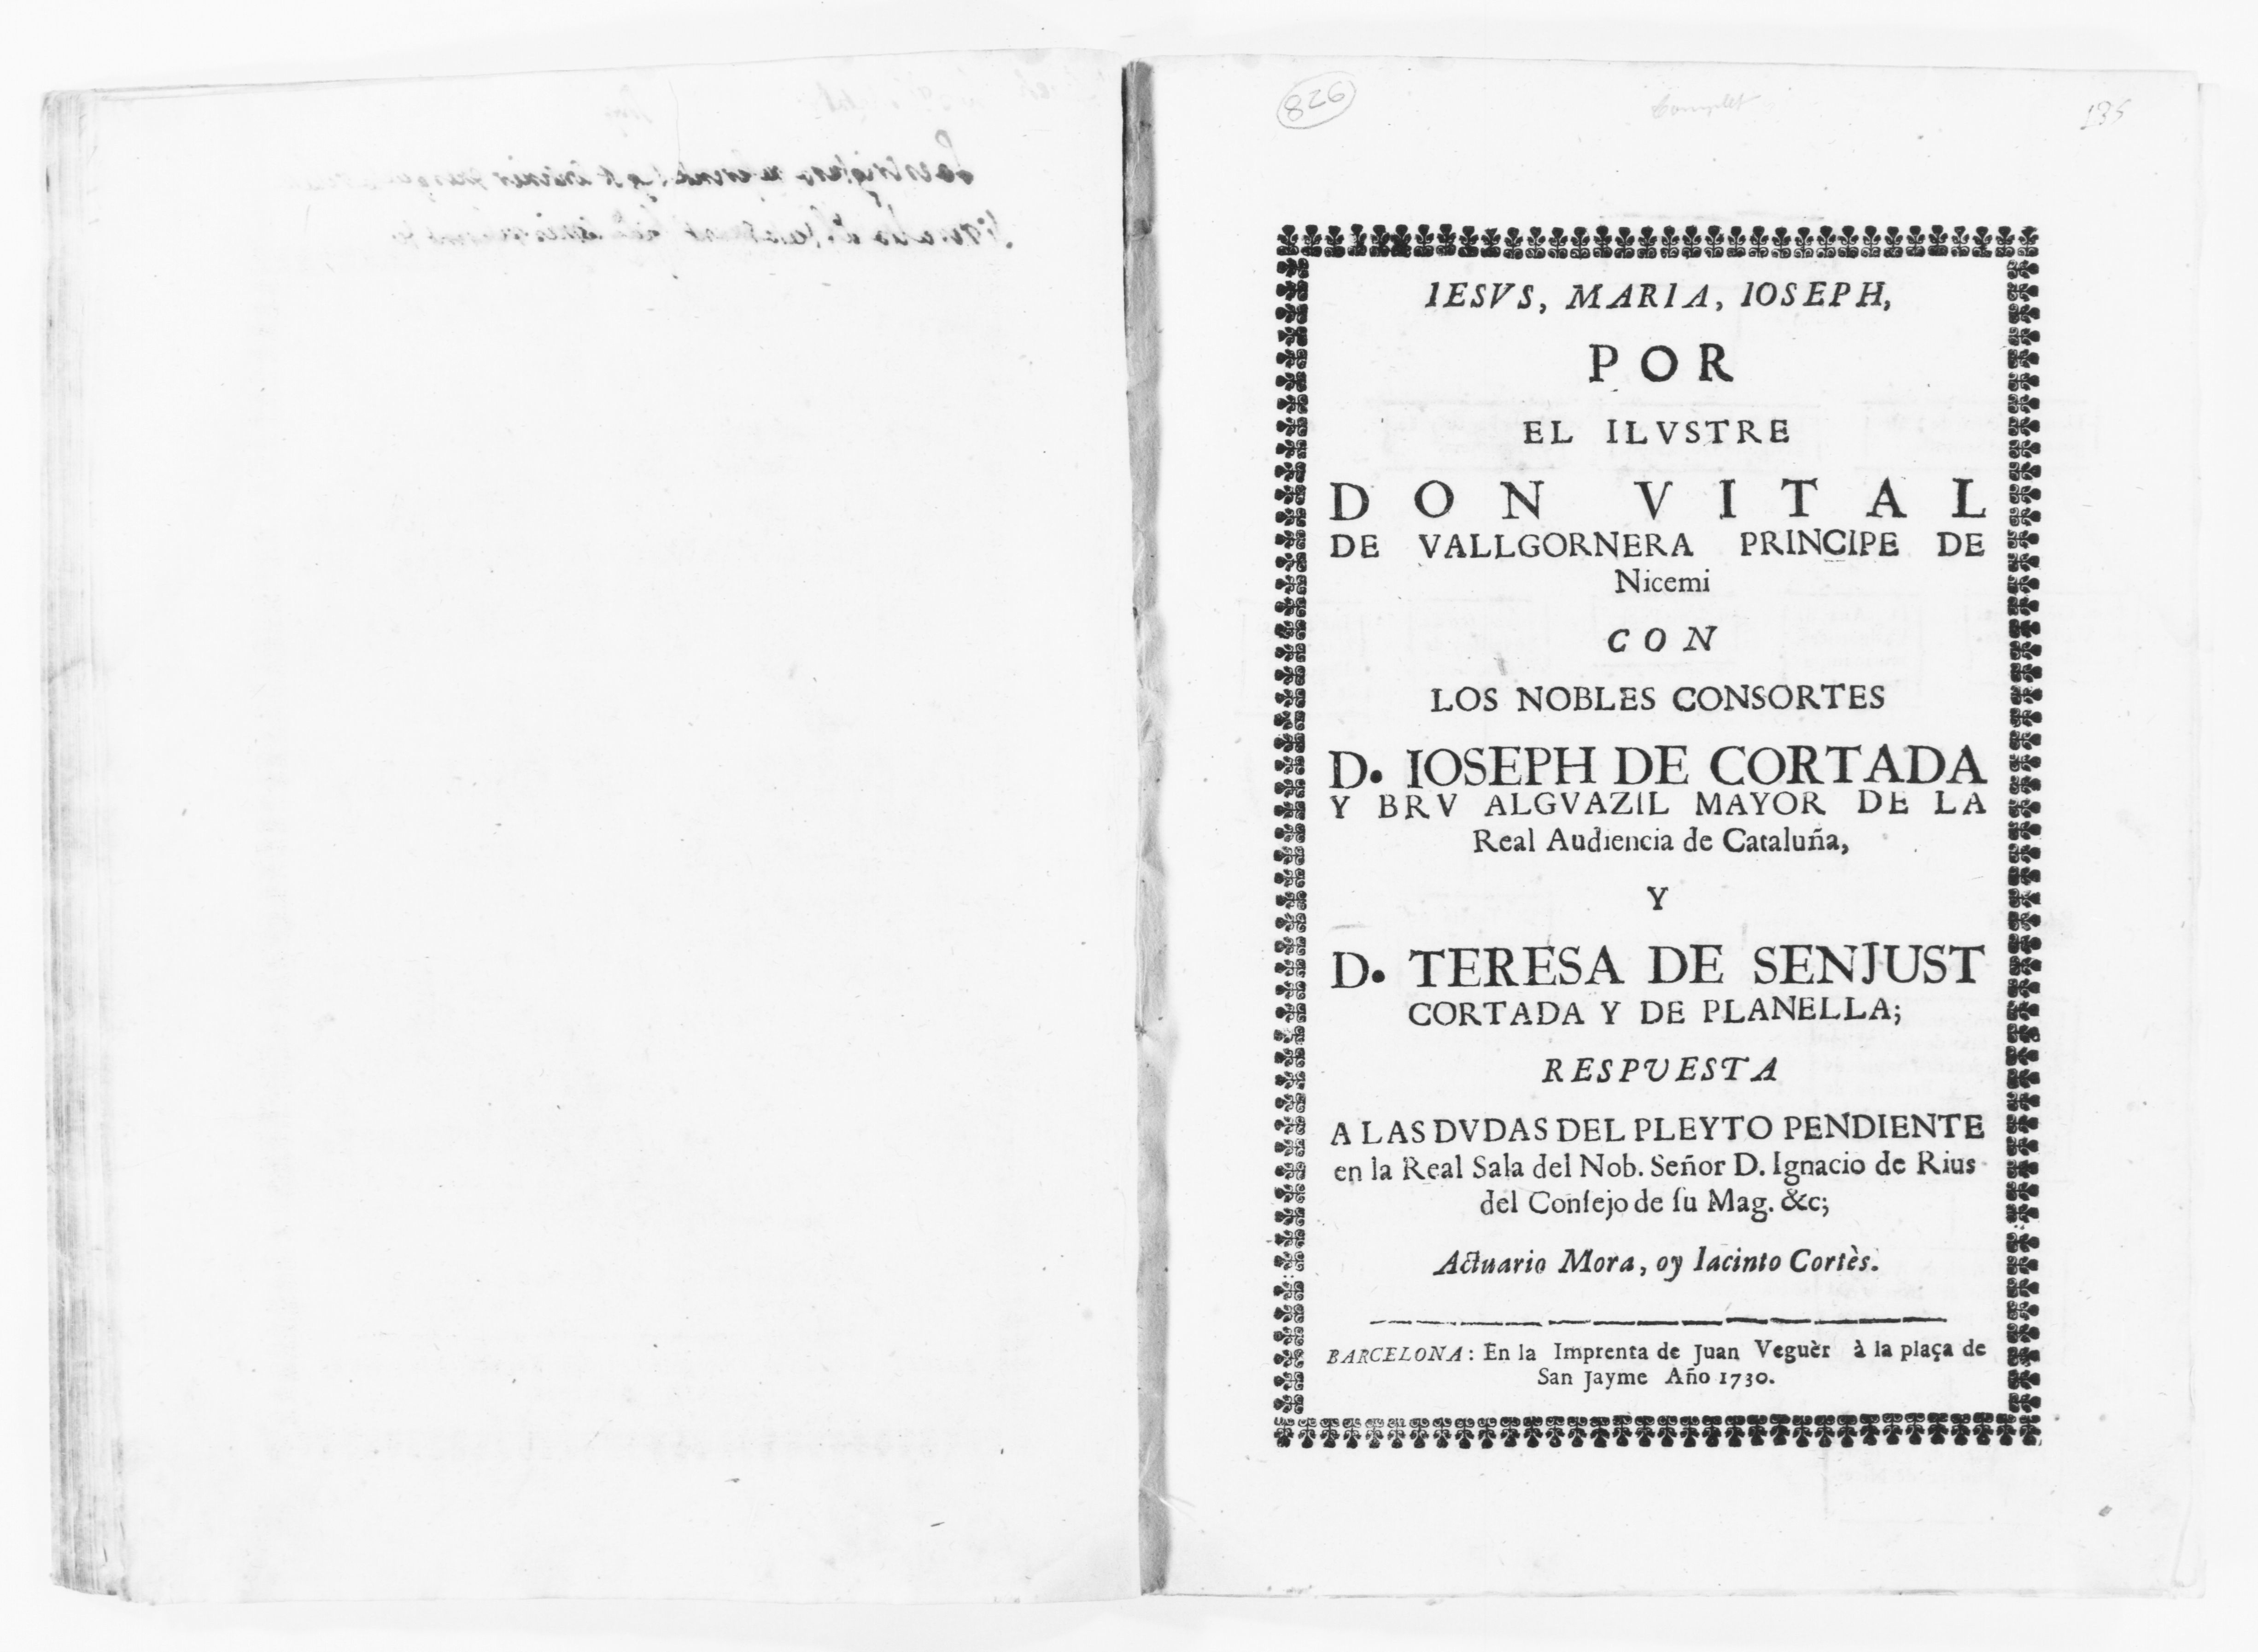 826
complet
135
IESVS, MARIA, IOSEPH,
POR
EL ILVSTRE
DON VITAL
DE VALLGORNERA PRINCIPE DE
Nicemi
CON
LOS NOBLES CONSORTES
D. IOSEPH DE CORTADA
Y BRV ALGVAZIL MAYOR DE LA
Real Audiencia de Cataluña,
Y
D. TERESA DE SENJUST
CORTADA Y DE PLANELLA;
RESPUESTA
A LAS DVDAS DEL PLEYTO PENDIENTE
en la Real Sala del Nob. Señor D. Ignacio de Rius
del Conſejo de ſu Mag. &c;
Actuario Mora, oy Iacinto Cortès.
BARCELONA: En la Imprenta de Juan Veguèr à la plaça de
San Jayme Año 1730.